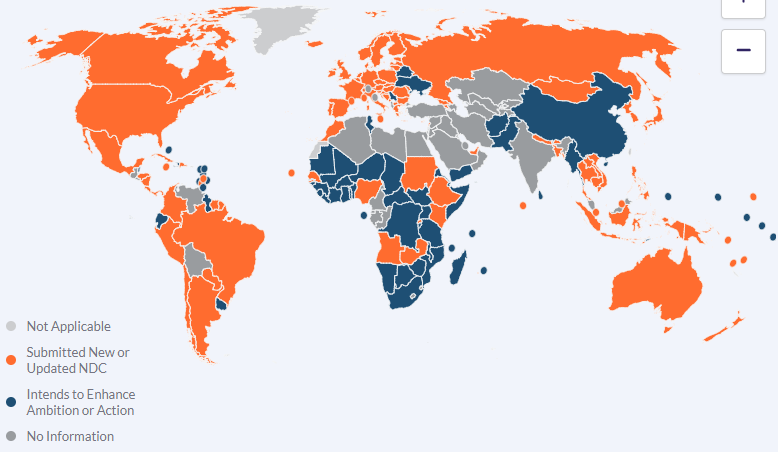 Not Applicable
Submitted New or
Updated NDC
Intends to Enhance
Ambition or Action
No Information